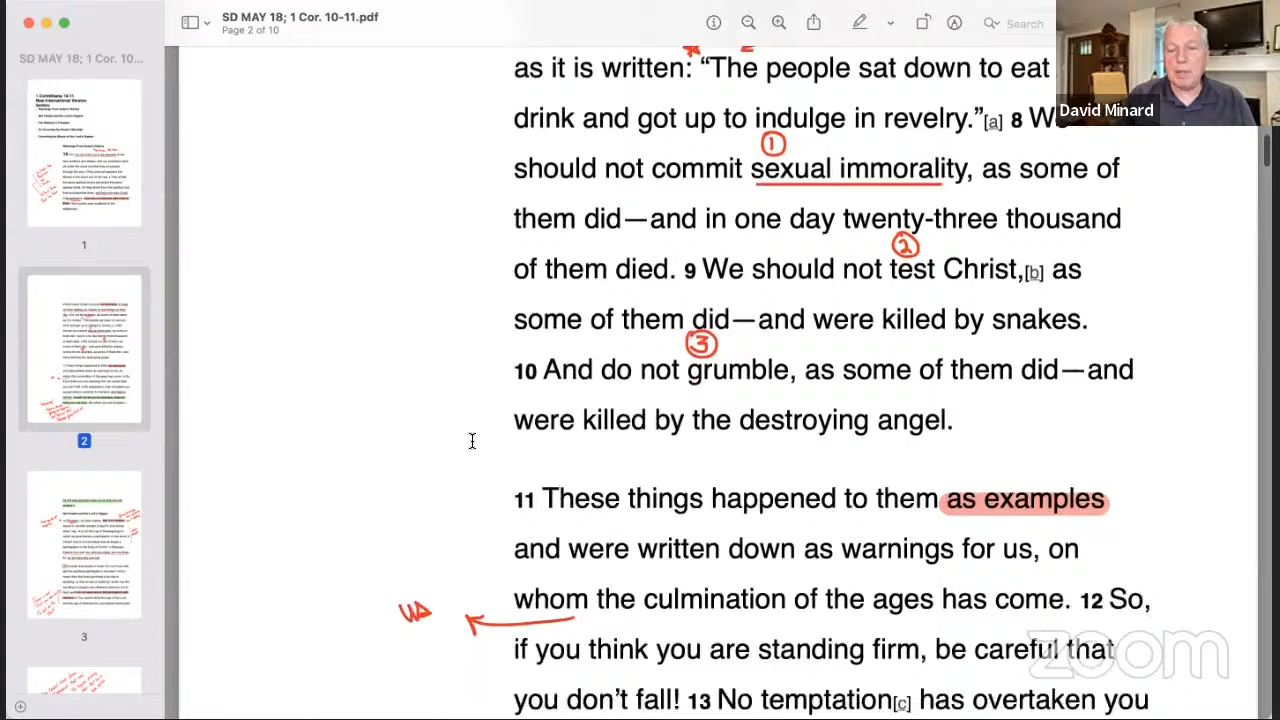 SD MAY 18; 1 Cor. 10-11.pdf
Page 2 of 10
Search
SD MAY 18; 1 Cor. 10...
1
2
3
David Minard
as it is written: “The people sat down to eat
drink and got up to indulge in revelry.”[a] 8 W
①
should not commit sexual immorality, as some of
them did—and in one day twenty-three thousand
②
of them died. 9 We should not test Christ,[b] as
some of them did—and were killed by snakes.
③
10 And do not grumble, as some of them did—and
were killed by the destroying angel.
11 These things happened to them as examples
and were written down as warnings for us, on
whom the culmination of the ages has come. 12 So,
US
if you think you are standing firm, be careful that
you don’t fall! 13 No temptation[c] has overtaken you
zoom